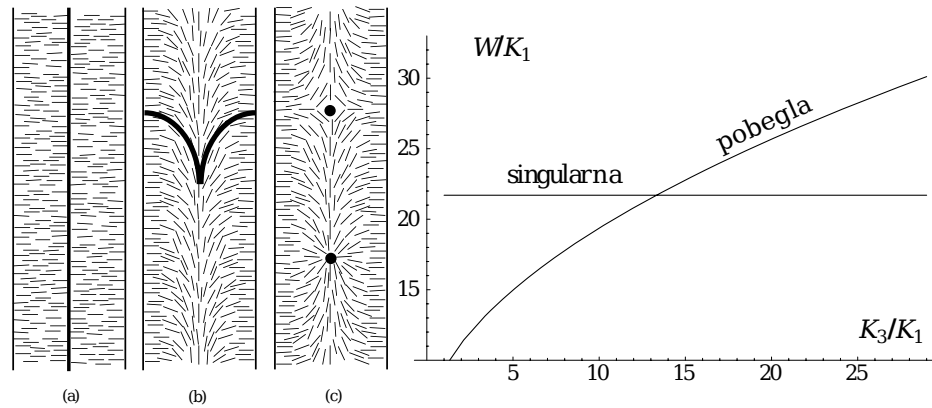 (a)
(b)
(c)
W/K₁
30
25
20
15
5
10
15
20
25
singularna
pobegla
K₃/K₁